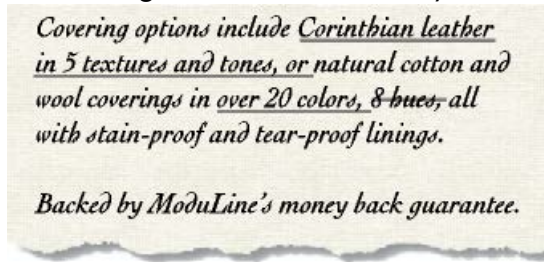 Covering options include Corinthian leather
in 5 textures and tones, or natural cotton and
wool coverings in over 20 colors, 8 hues, all
with stain-proof and tear-proof linings.
Backed by ModuLine's money back guarantee.